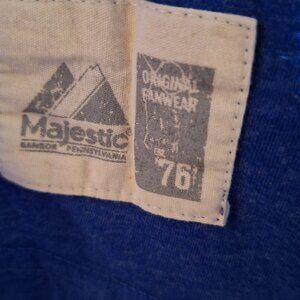 Majestic®
BANGOR PENNSYLVANIA
ORIGINAL
FANWEAR
76